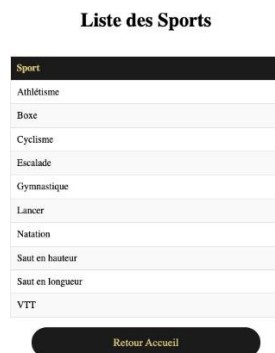 Liste des Sports
Sport
Athlétisme
Boxe
Cyclisme
Escalade
Gymnastique
Lancer
Natation
Saut en hauteur
Saut en longueur
VTT
Retour Accueil